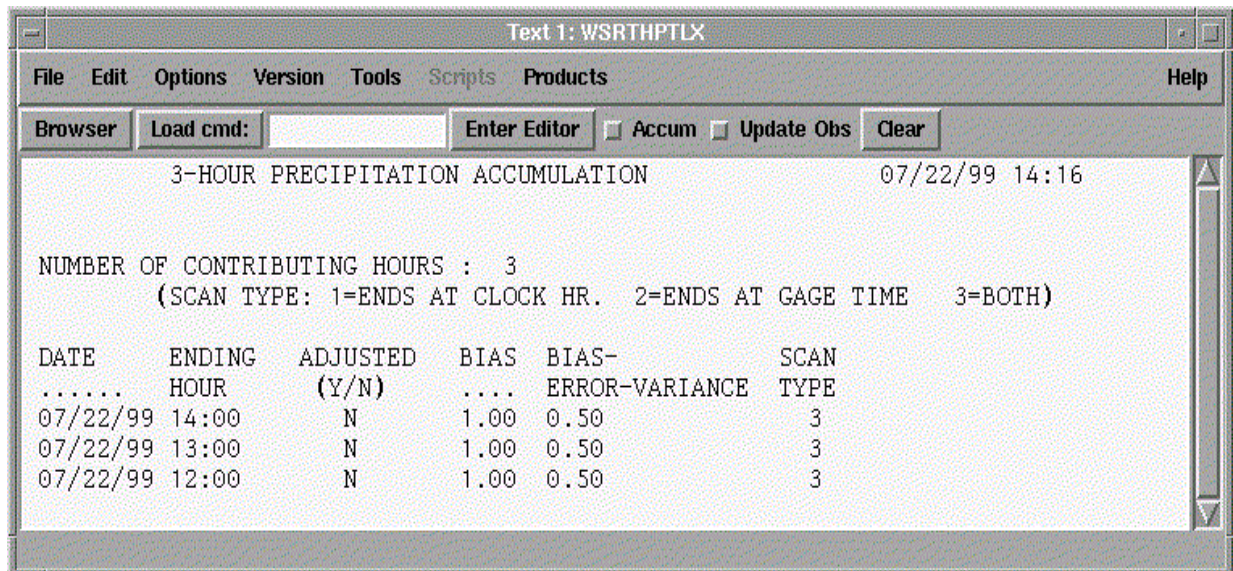 Text 1: WSRTHPTLX
File Edit Options Version Tools Scripts Products Help
Browser Load cmd: Enter Editor Accum Update Obs Clear
3-HOUR PRECIPITATION ACCUMULATION 07/22/99 14:16
NUMBER OF CONTRIBUTING HOURS : 3
(SCAN TYPE: 1=ENDS AT CLOCK HR. 2=ENDS AT GAGE TIME 3=BOTH)
DATE ENDING ADJUSTED BIAS BIAS- SCAN
...... HOUR (Y/N) .... ERROR-VARIANCE TYPE
07/22/99 14:00 N 1.00 0.50 3
07/22/99 13:00 N 1.00 0.50 3
07/22/99 12:00 N 1.00 0.50 3